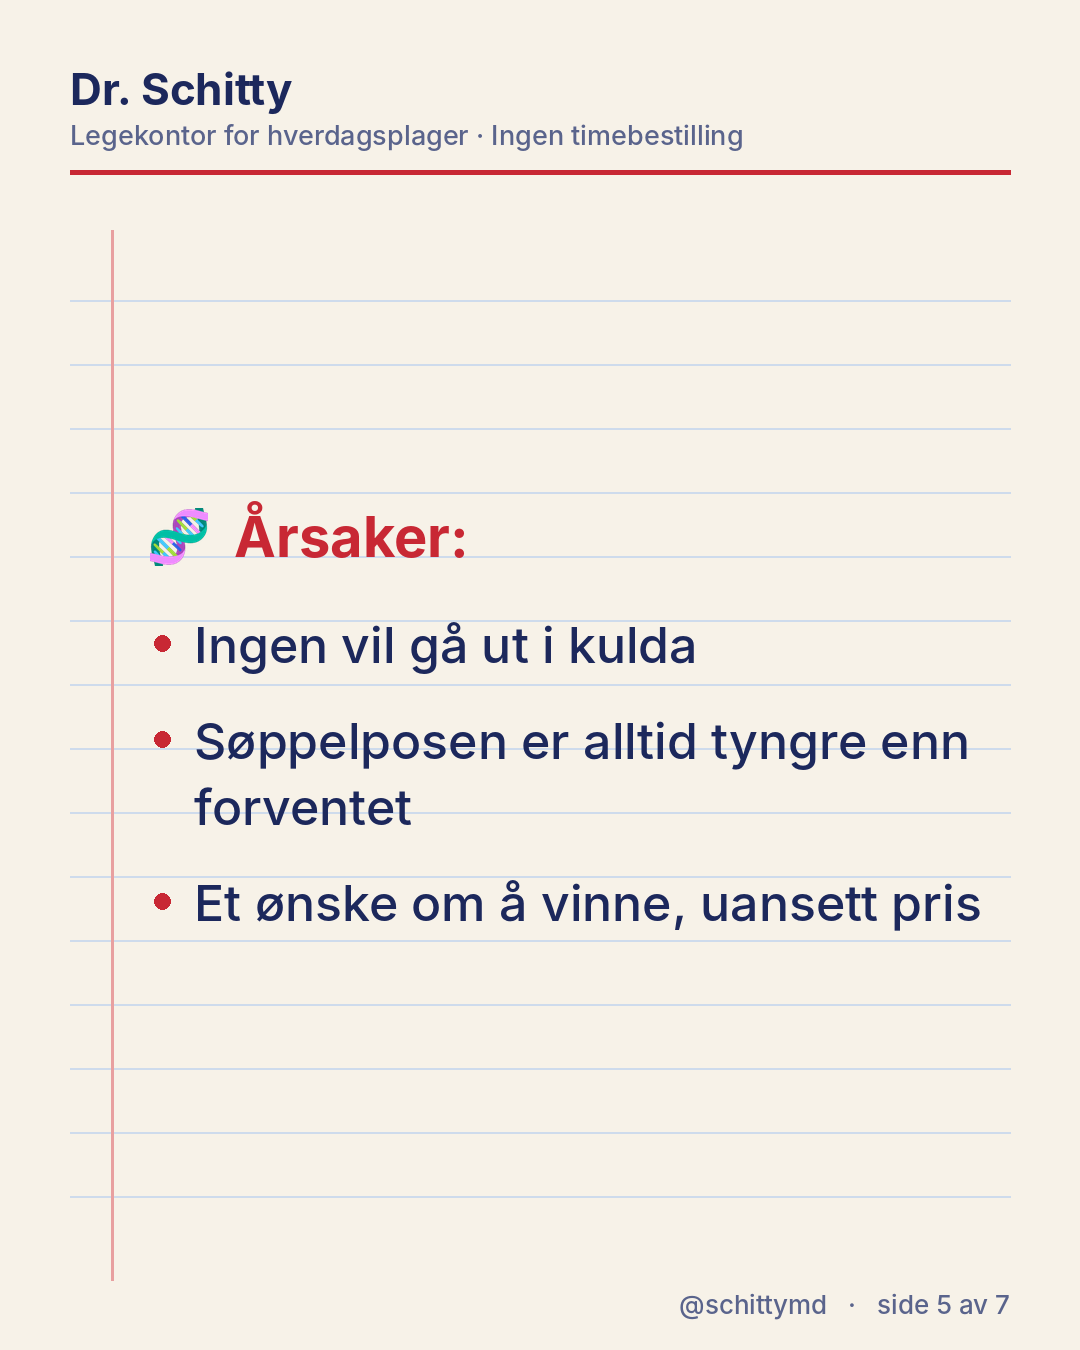 Dr. Schitty
Legekontor for hverdagsplager · Ingen timebestilling
🧬 Årsaker:
• Ingen vil gå ut i kulda
• Søppelposen er alltid tyngre enn
forventet
• Et ønske om å vinne, uansett pris
@schittymd · side 5 av 7